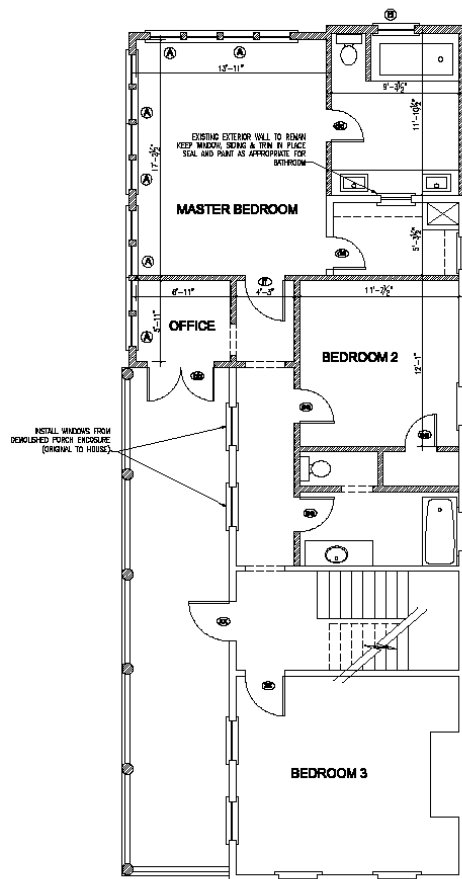 A
A
13'-11"
9'-3½"
A
17'-3½"
11'-10½"
EXISTING EXTERIOR WALL TO REMAIN
KEEP WINDOW, SIDING & TRIM IN PLACE
SEAL AND PAINT AS APPROPRIATE FOR
BATHROOM
A
MASTER BEDROOM
5'-3½"
A
6'-11"
4'-3"
11'-7½"
5'-11"
OFFICE
A
BEDROOM 2
12'-1"
INSTALL WINDOWS FROM
DEMOLISHED PORCH ENCOSURE
(ORIGINAL TO HOUSE)
BEDROOM 3